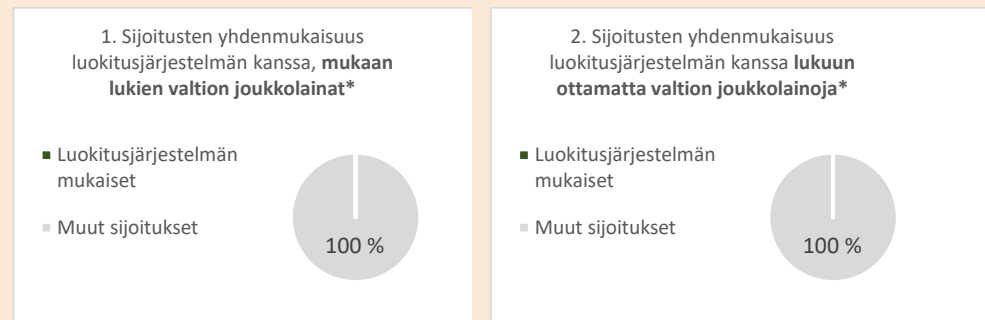 1. Sijoitusten yhdenmukaisuus
luokitusjärjestelmän kanssa, mukaan
lukien valtion joukkolainat*
Luokitusjärjestelmän
mukaiset
Muut sijoitukset
100 %
2. Sijoitusten yhdenmukaisuus
luokitusjärjestelmän kanssa lukuun
ottamatta valtion joukkolainoja*
Luokitusjärjestelmän
mukaiset
Muut sijoitukset
100 %